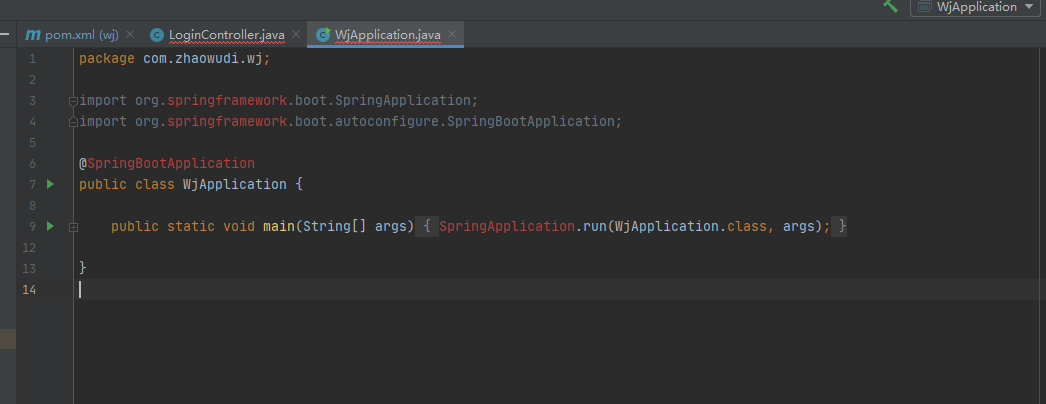 WjApplication
m pom.xml (wj) LoginController.java WjApplication.java
1 package com.zhaowudi.wj;
2
3 import org.springframework.boot.SpringApplication;
4 import org.springframework.boot.autoconfigure.SpringBootApplication;
5
6 @SpringBootApplication
7 public class WjApplication {
8
9 public static void main(String[] args) { SpringApplication.run(WjApplication.class, args); }
12
13 }
14